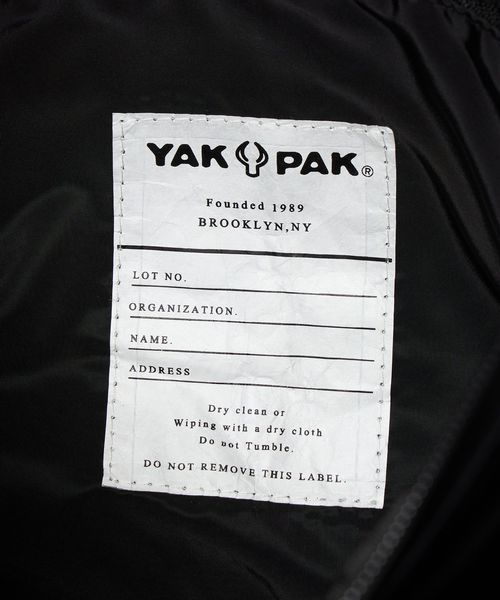 YAK PAK®
Founded 1989
BROOKLYN,NY
LOT NO.
ORGANIZATION.
NAME.
ADDRESS
Dry clean or
Wiping with a dry cloth
Do not Tumble.
DO NOT REMOVE THIS LABEL.